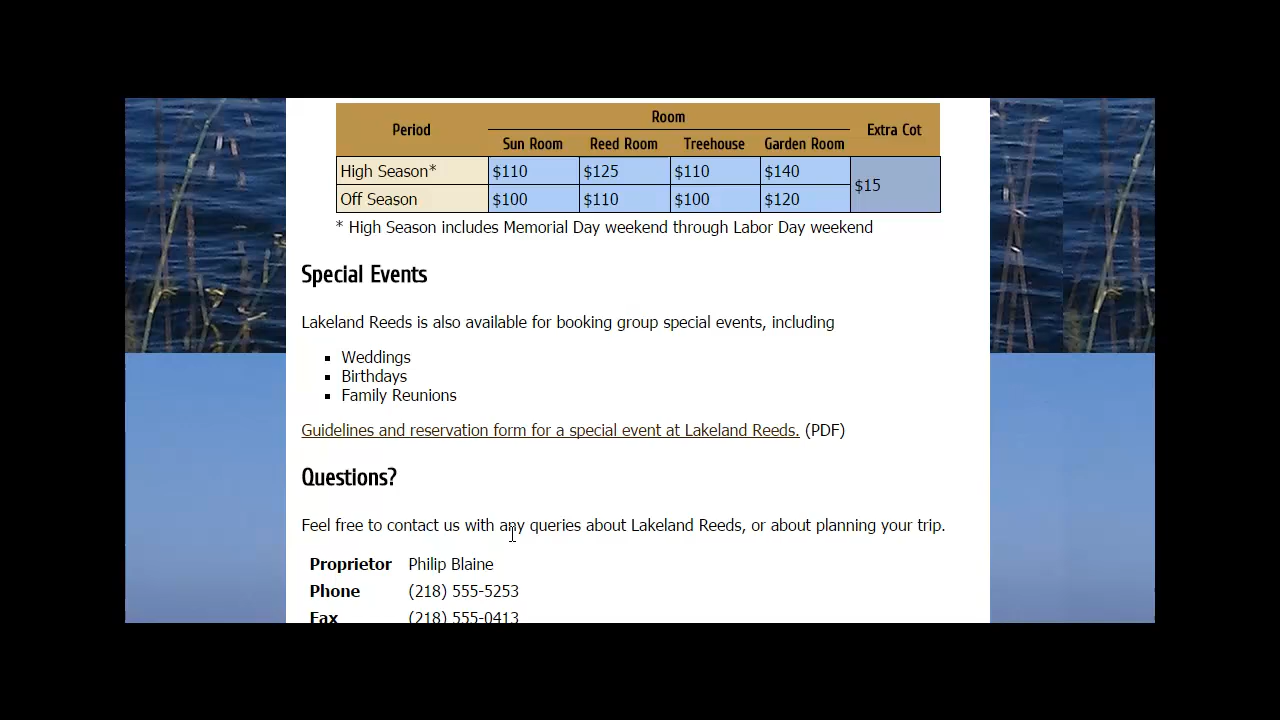 Period Room Extra Cot
Sun Room Reed Room Treehouse Garden Room
High Season* $110 $125 $110 $140 $15
Off Season $100 $110 $100 $120
* High Season includes Memorial Day weekend through Labor Day weekend
Special Events
Lakeland Reeds is also available for booking group special events, including
Weddings
Birthdays
Family Reunions
Guidelines and reservation form for a special event at Lakeland Reeds. (PDF)
Questions?
Feel free to contact us with any queries about Lakeland Reeds, or about planning your trip.
Proprietor Philip Blaine
Phone (218) 555-5253
Fax (218) 555-0413